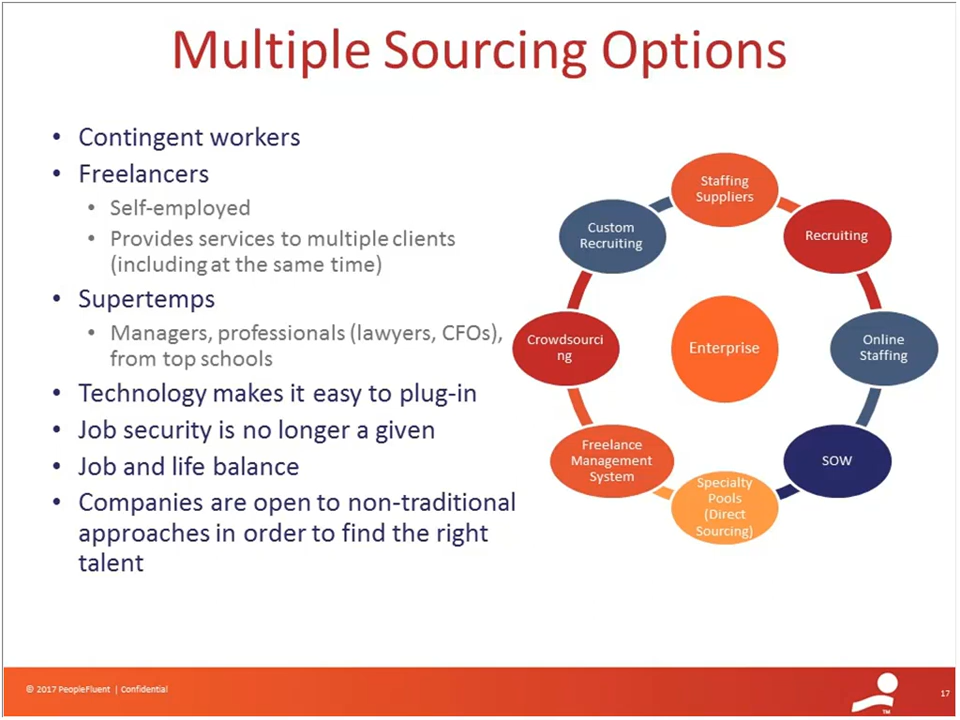 Multiple Sourcing Options
• Contingent workers
• Freelancers
• Self-employed
• Provides services to multiple clients
(including at the same time)
• Supertemps
• Managers, professionals (lawyers, CFOs),
from top schools
• Technology makes it easy to plug-in
• Job security is no longer a given
• Job and life balance
• Companies are open to non-traditional
approaches in order to find the right
talent
Staffing
Suppliers
Recruiting
Online
Staffing
SOW
Specialty
Pools
(Direct
Sourcing)
Freelance
Management
System
Crowdsourci
ng
Custom
Recruiting
Enterprise
© 2017 PeopleFluent | Confidential
TM
17